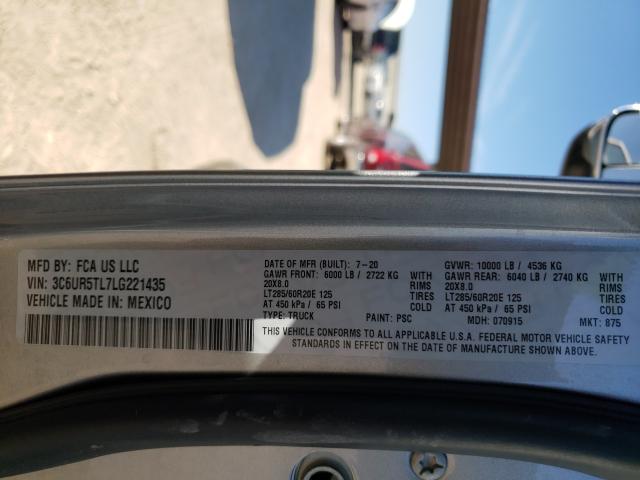 MFD BY: FCA US LLC
VIN: 3C6UR5TL7LG221435
VEHICLE MADE IN: MEXICO
DATE OF MFR (BUILT): 7-20 GVWR: 10000 LB / 4536 KG
GAWR FRONT: 6000 LB / 2722 KG WITH GAWR REAR: 6040 LB / 2740 KG WITH
20X8.0 RIMS 20X8.0 RIMS
LT285/60R20E 125 TIRES LT285/60R20E 125 TIRES
AT 450 kPa / 65 PSI COLD AT 450 kPa / 65 PSI COLD
TYPE: TRUCK PAINT: PSC MDH: 070915 MKT: 875
THIS VEHICLE CONFORMS TO ALL APPLICABLE U.S.A. FEDERAL MOTOR VEHICLE SAFETY
STANDARDS IN EFFECT ON THE DATE OF MANUFACTURE SHOWN ABOVE.